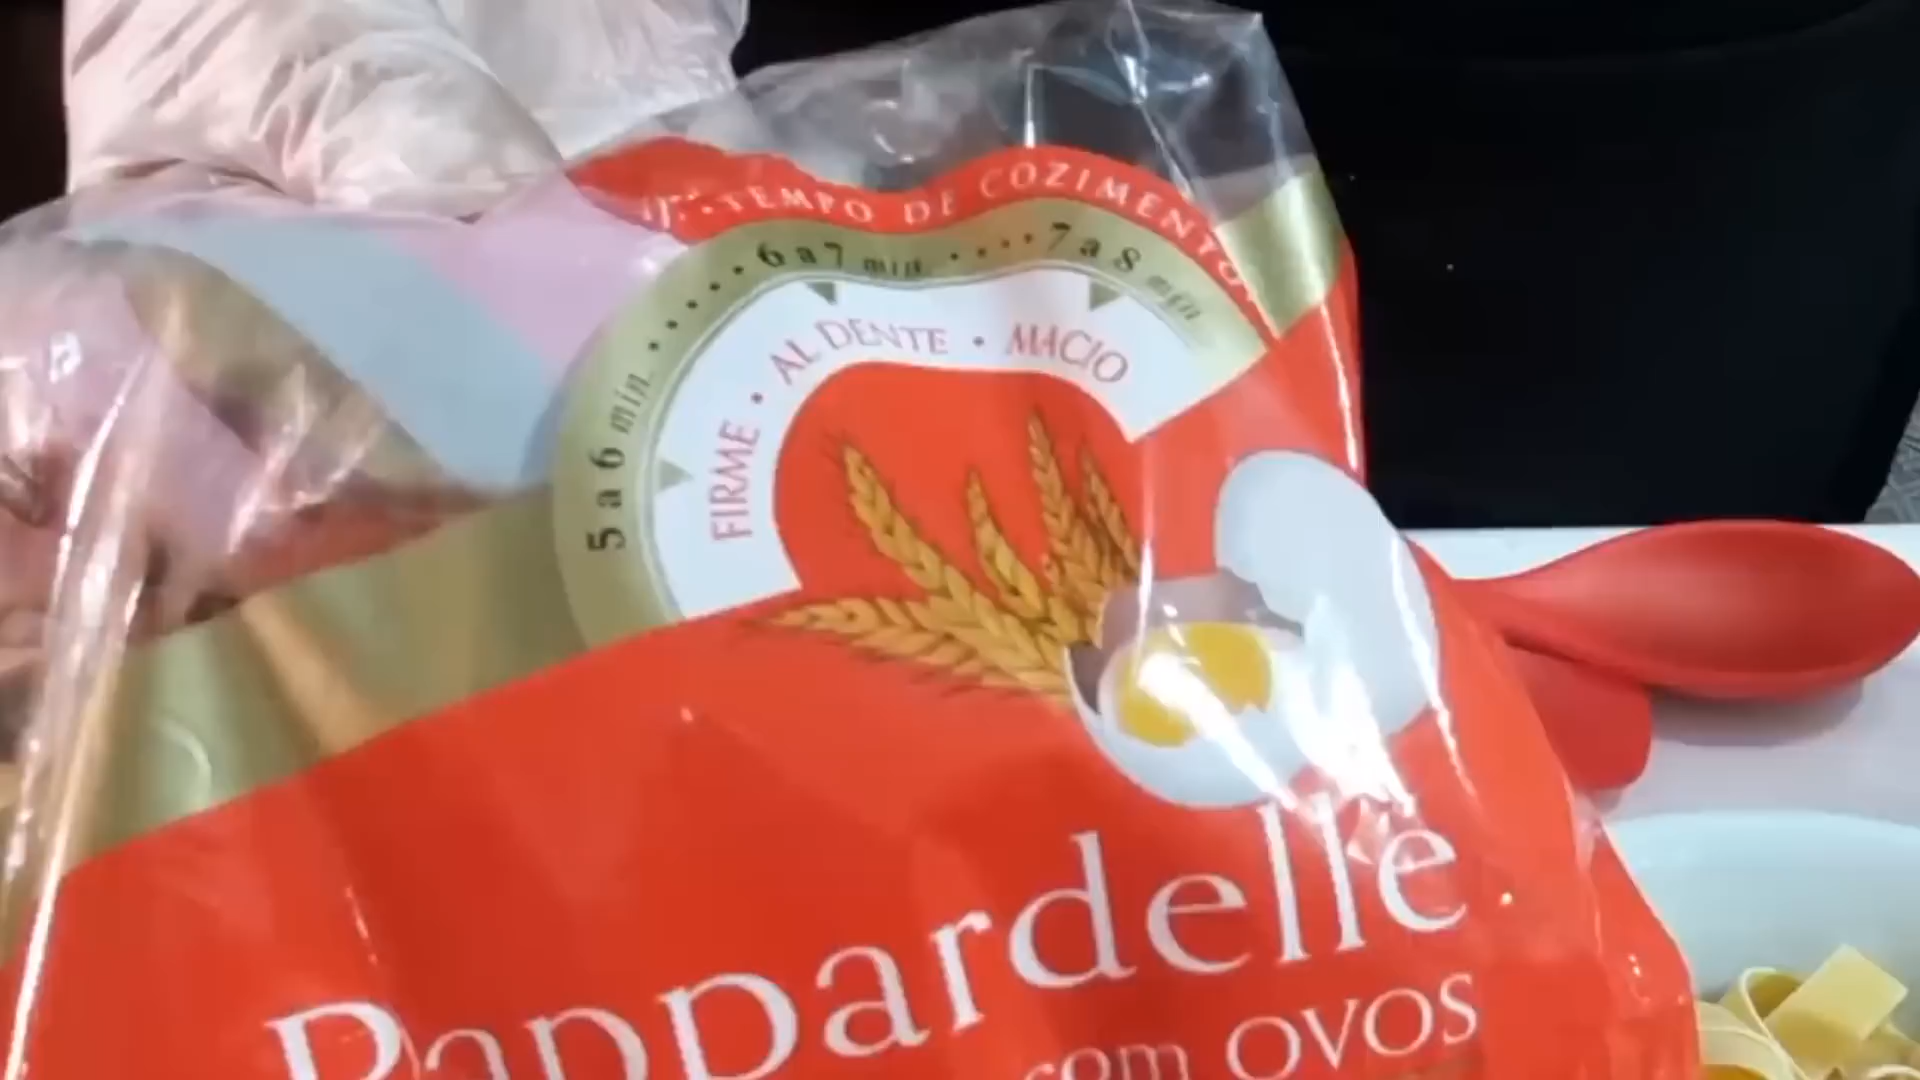 TEMPO DE COZIMENTO
5 a 6 min. 6 a 7 min. 7 a 8 min.
FIRME • AL DENTE • MACIO
Pappardelle
com OVOS